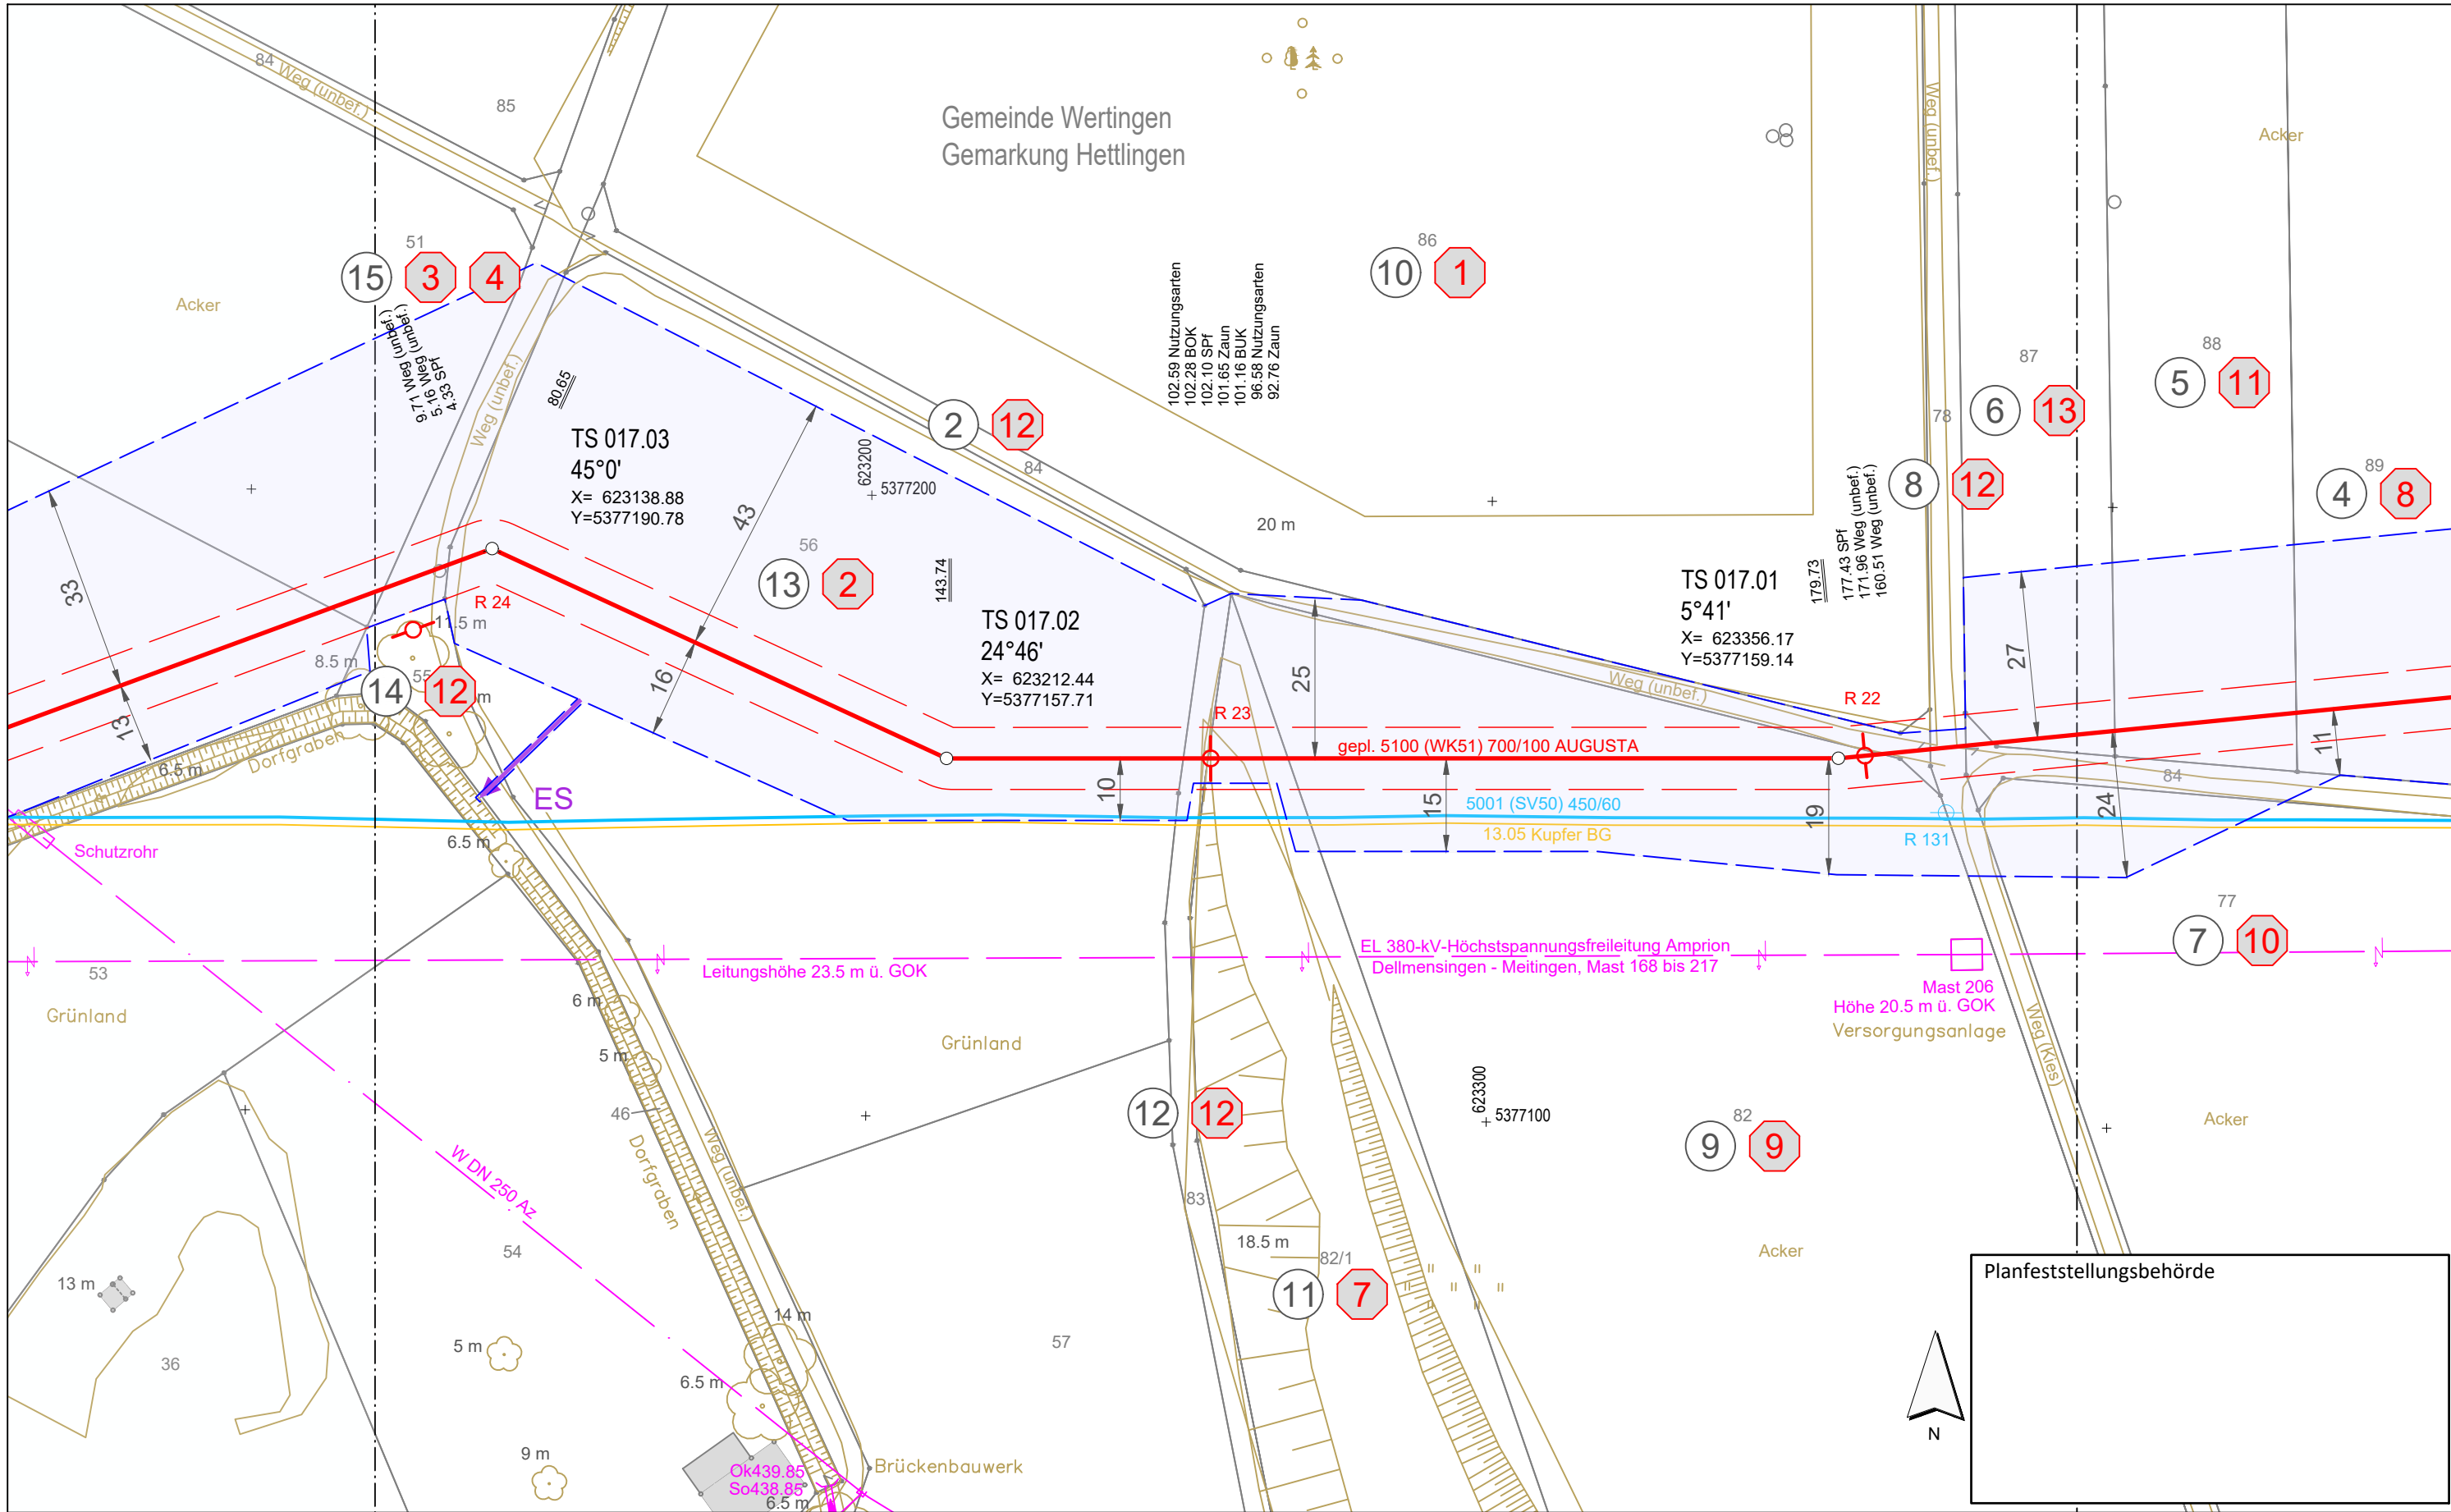 84
Weg (unbef.)
85
Gemeinde Wertingen
Gemarkung Hettlingen
Weg (unbef.)
Acker
51
15
3
4
Acker
86
10
1
102.59 Nutzungsarten
102.28 BOK
102.10 SPf
101.65 Zaun
101.16 BUK
96.58 Nutzungsarten
92.76 Zaun
9.71 Weg (unbef.)
5.16 Weg (unbef.)
4.33 SPf
Weg (unbef.)
80.65
87
88
5
11
6
13
78
2
12
84
TS 017.03
45°0'
X= 623138.88
Y=5377190.78
623200
5377200
43
20 m
8
12
89
4
8
177.43 SPf
171.96 Weg (unbef.)
160.51 Weg (unbef.)
179.73
56
13
2
143.74
33
R 24
11.5 m
TS 017.02
24°46'
X= 623212.44
Y=5377157.71
TS 017.01
5°41'
X= 623356.17
Y=5377159.14
27
8.5 m
55
14
12
m
16
25
Weg (unbef.)
R 22
R 23
13
Dorfgraben
6.5 m
gepl. 5100 (WK51) 700/100 AUGUSTA
11
10
15
19
24
84
ES
5001 (SV50) 450/60
13.05 Kupfer BG
R 131
Schutzrohr
6.5 m
77
7
10
EL 380-kV-Höchstspannungsfreileitung Amprion
Dellmensingen - Meitingen, Mast 168 bis 217
Leitungshöhe 23.5 m ü. GOK
53
Grünland
Mast 206
Höhe 20.5 m ü. GOK
Versorgungsanlage
6 m
5 m
Grünland
Weg (Kies)
46
Dorfgraben
Weg (unbef.)
12
12
623300
5377100
82
9
9
Acker
W DN 250 Az
83
54
18.5 m
82/1
11
7
Acker
Planfeststellungsbehörde
13 m
14 m
5 m
57
36
6.5 m
N
9 m
Brückenbauwerk
Ok439.85
So438.85
6.5 m